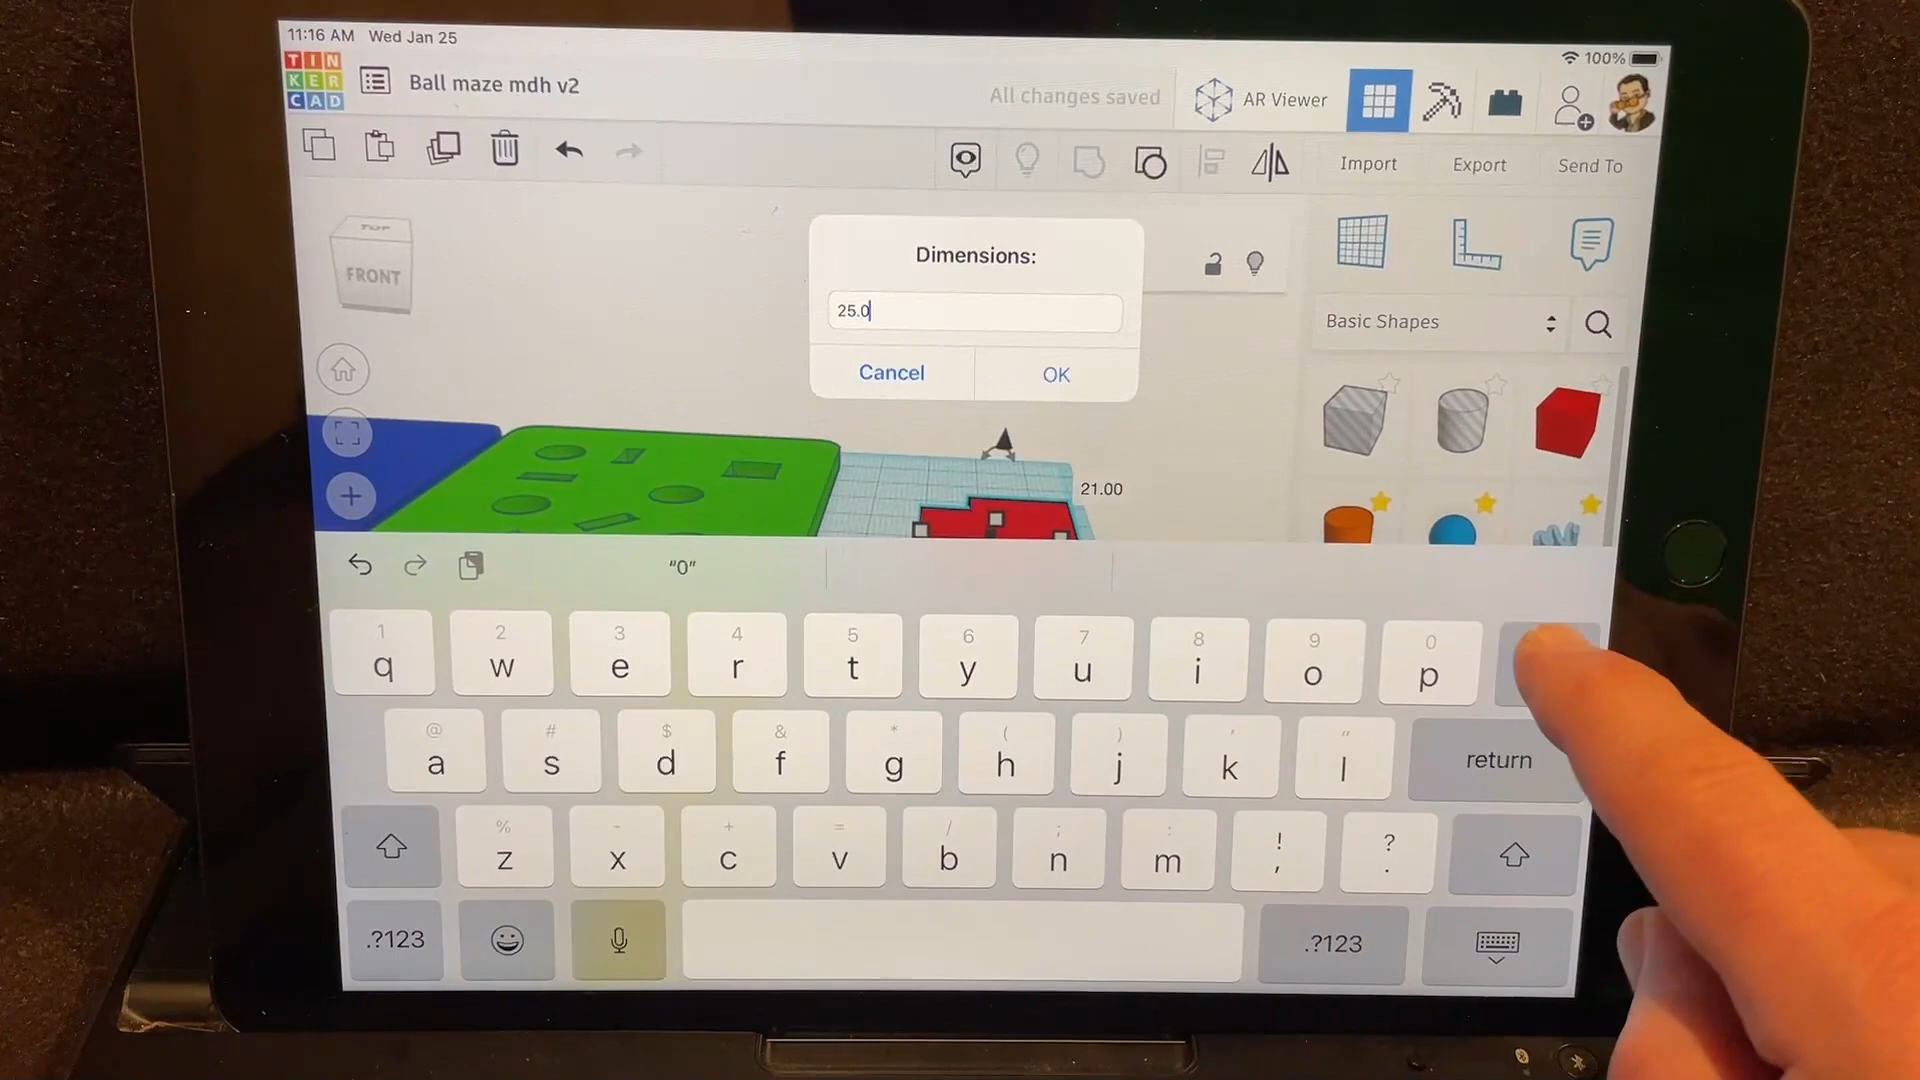 11:16 AM Wed Jan 25
100%
TIN
KER
CAD
Ball maze mdh v2
All changes saved
AR Viewer
Import
Export
Send To
TOP
FRONT
Dimensions:
25.0
Cancel
OK
Basic Shapes
21.00
"0"
1 2 3 4 5 6 7 8 9 0
q w e r t y u i o p
@ # $ & * ( ) ' "
a s d f g h j k l return
% - + = / ; : ! ?
z x c v b n m , .
.?123 .?123